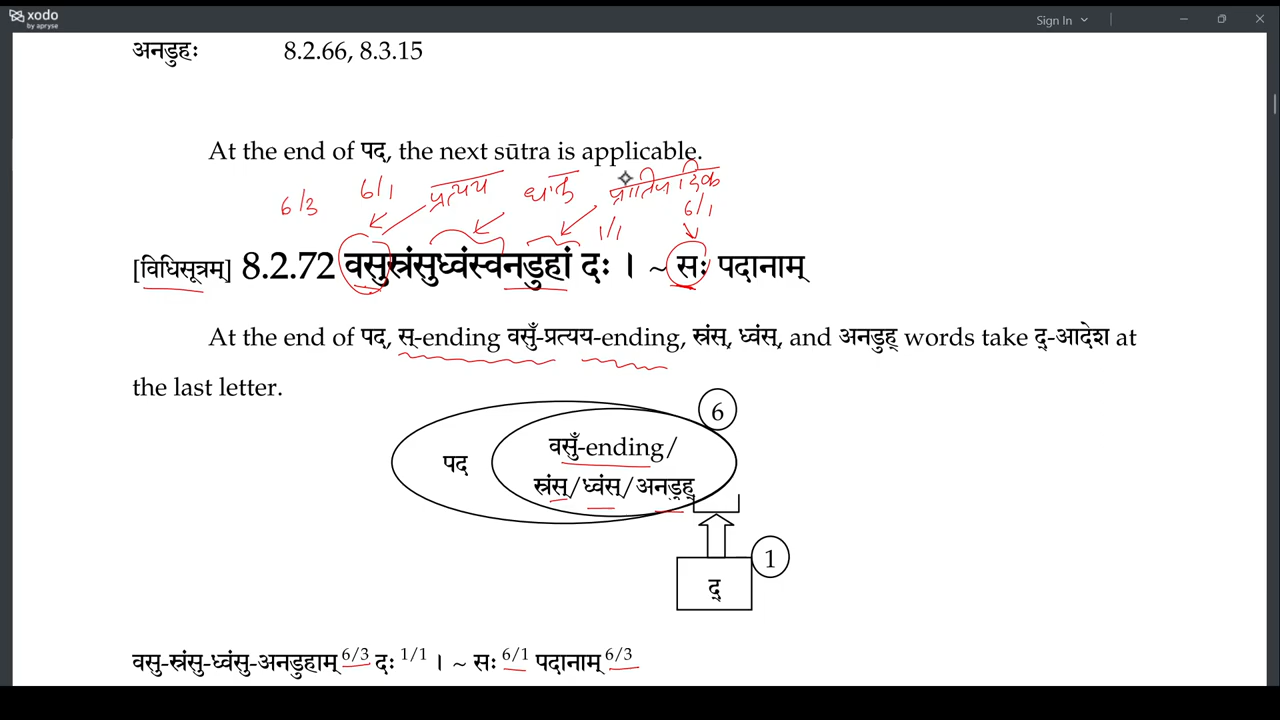 xodo
by apryse
Sign In
अनडुहः 8.2.66, 8.3.15
At the end of पद, the next sūtra is applicable.
6/3 6/1 प्रत्यय धातु प्रातिपदिक
1/1 6/1
[विधिसूत्रम्] 8.2.72 वसुस्रंसुध्वंस्वनडुहां दः । ~ सः पदानाम्
At the end of पद, स्-ending वसुँ-प्रत्यय-ending, स्रंस्, ध्वंस्, and अनडुह् words take द्-आदेश at
the last letter.
6
वसुँ-ending/
पद
स्रंस्/ध्वंस्/अनडुह्
1
द्
वसु-स्रंसु-ध्वंसु-अनडुहाम् 6/3 दः 1/1 । ~ सः 6/1 पदानाम् 6/3